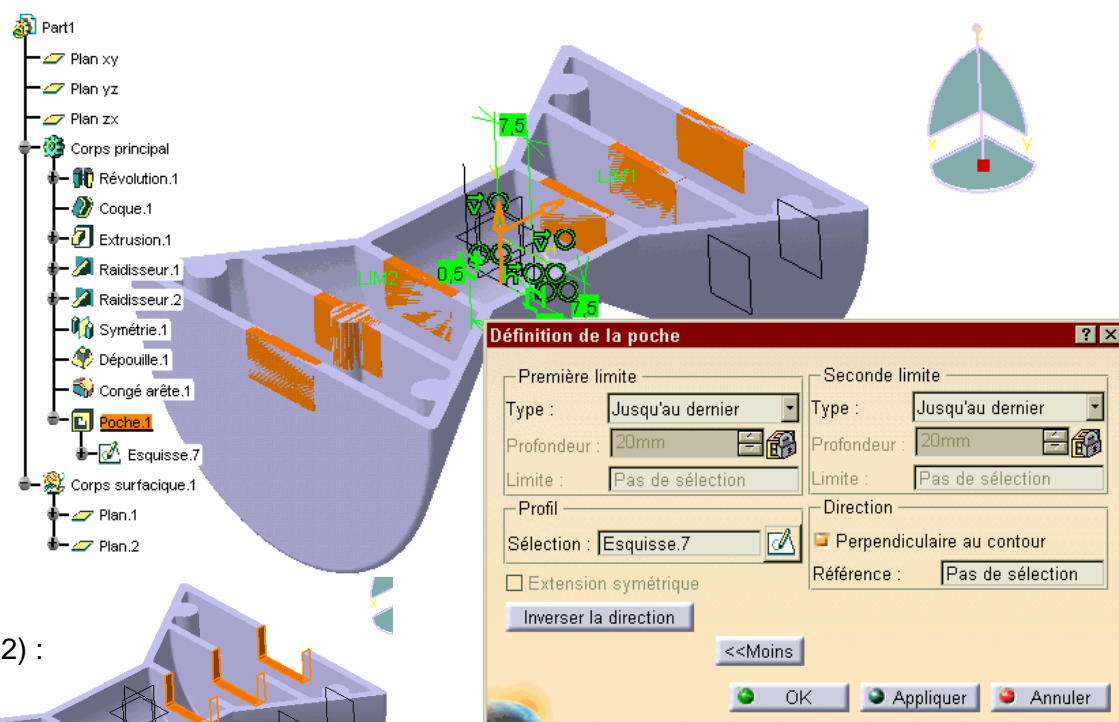 Part1
Plan xy
Plan yz
Plan zx
Corps principal
Révolution.1
Coque.1
Extrusion.1
Raidisseur.1
Raidisseur.2
Symétrie.1
Dépouille.1
Congé arête.1
Poche.1
Esquisse.7
Corps surfacique.1
Plan.1
Plan.2
z
x
y
7,5
LIM1
V
H
LIM2
0,5
7,5
Définition de la poche
Première limite
Type : Jusqu'au dernier
Profondeur : 20mm
Limite : Pas de sélection
Seconde limite
Type : Jusqu'au dernier
Profondeur : 20mm
Limite : Pas de sélection
Profil
Sélection : Esquisse.7
Extension symétrique
Inverser la direction
Direction
Perpendiculaire au contour
Référence : Pas de sélection
<<Moins
OK Appliquer Annuler
2) :
x